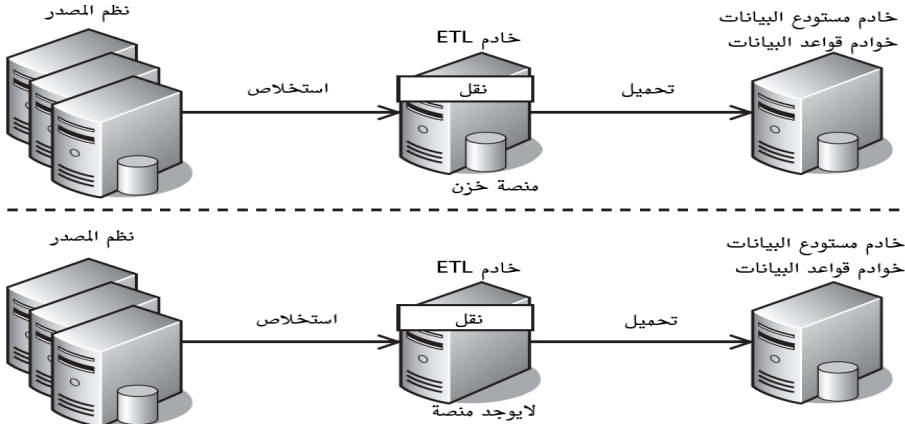 نظم المصدر
خادم ETL
خادم مستودع البيانات
خوادم قواعد البيانات
استخلاص
نقل
تحميل
منصة خزن
نظم المصدر
خادم ETL
خادم مستودع البيانات
خوادم قواعد البيانات
استخلاص
نقل
تحميل
لايوجد منصة